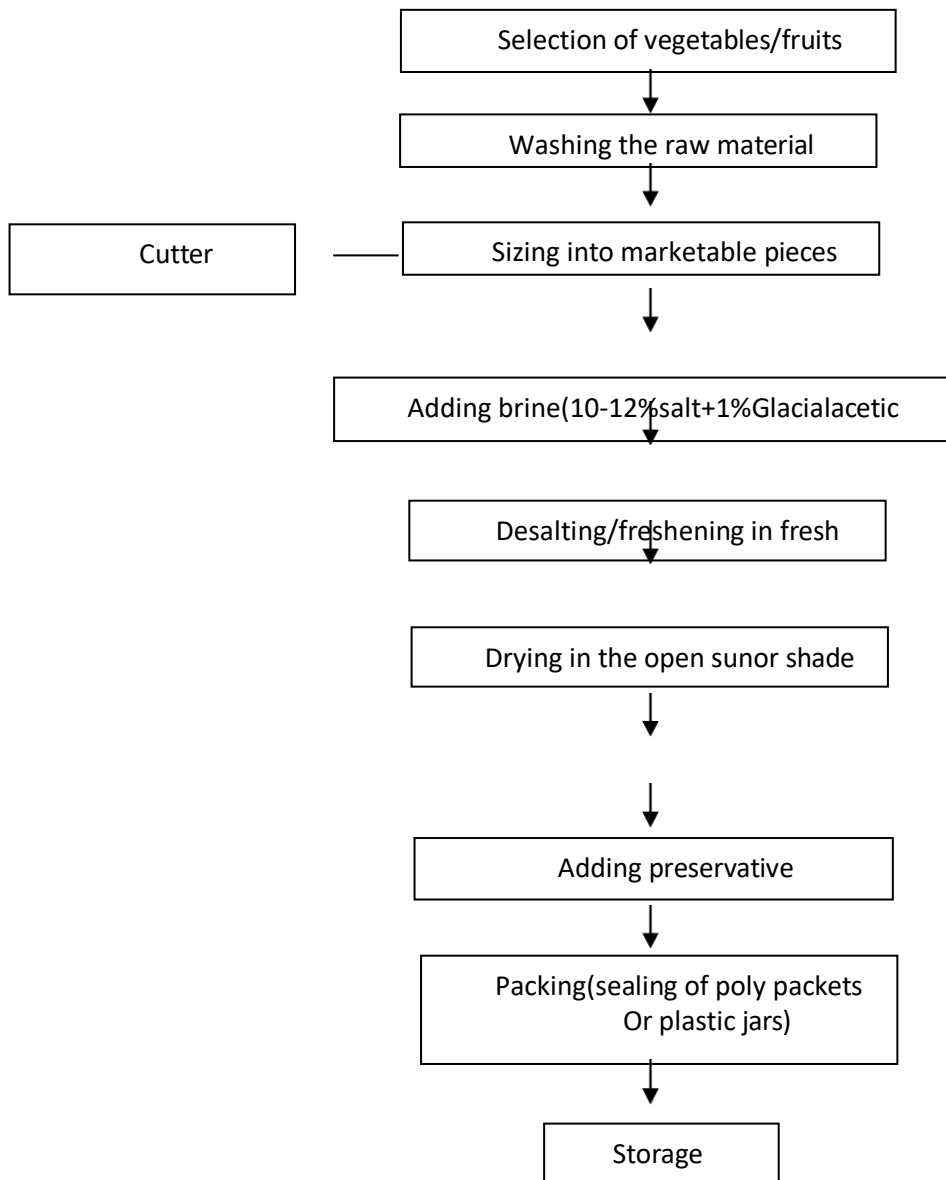 Selection of vegetables/fruits
Washing the raw material
Cutter
Sizing into marketable pieces
Adding brine(10-12%salt+1%Glacialacetic
Desalting/freshening in fresh
Drying in the open sunor shade
Adding preservative
Packing(sealing of poly packets
Or plastic jars)
Storage